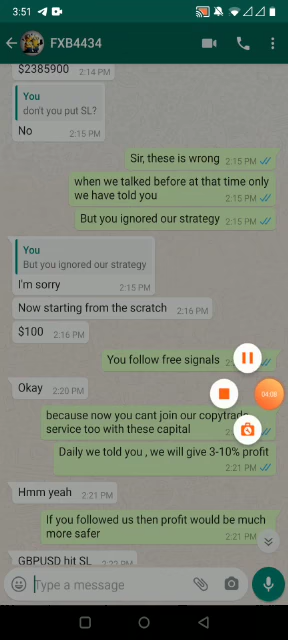 3:51
FXB4434
$2385900 2:14 PM
You
don't you put SL?
No 2:15 PM
Sir, these is wrong 2:15 PM
when we talked before at that time only
we have told you 2:15 PM
But you ignored our strategy 2:15 PM
You
But you ignored our strategy
I'm sorry 2:15 PM
Now starting from the scratch 2:16 PM
$100 2:16 PM
You follow free signals
Okay 2:20 PM
because now you cant join our copytrade
service too with these capital
Daily we told you , we will give 3-10% profit
2:21 PM
Hmm yeah 2:21 PM
If you followed us then profit would be much
more safer 2:21 PM
GBPUSD hit SL 2:22 PM
Type a message